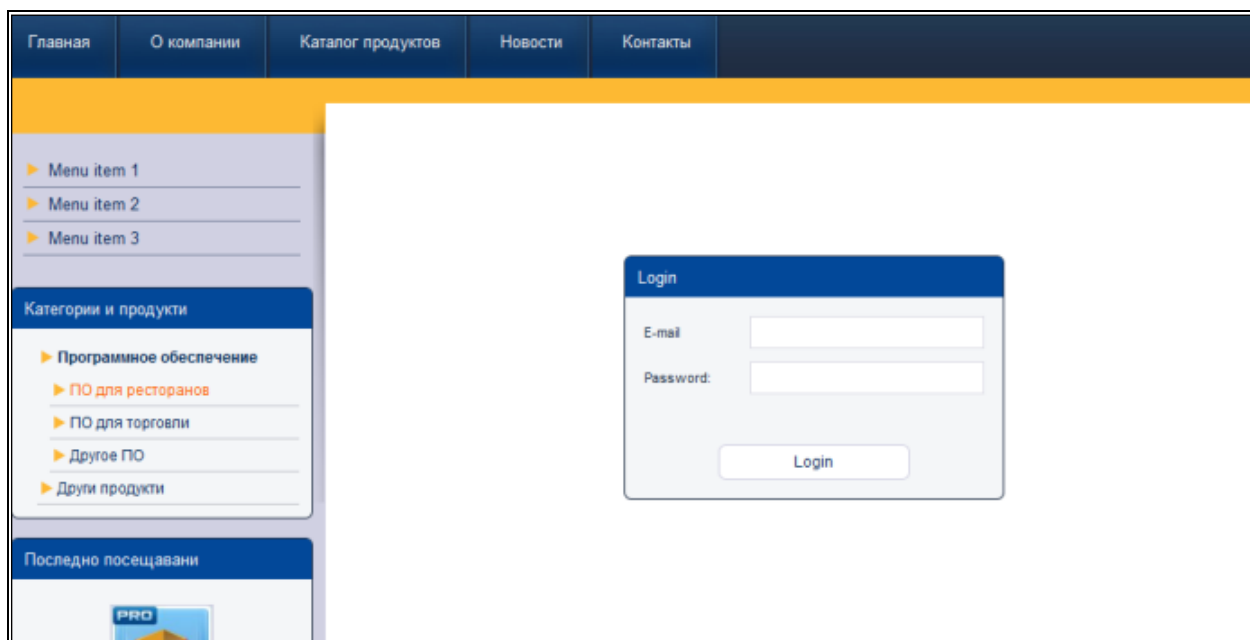 Главная
О компании
Каталог продуктов
Новости
Контакты
Menu item 1
Menu item 2
Menu item 3
Категории и продукти
Программное обеспечение
ПО для ресторанов
ПО для торговли
Другое ПО
Други продукти
Последно посещавани
PRO
Login
E-mail
Password:
Login